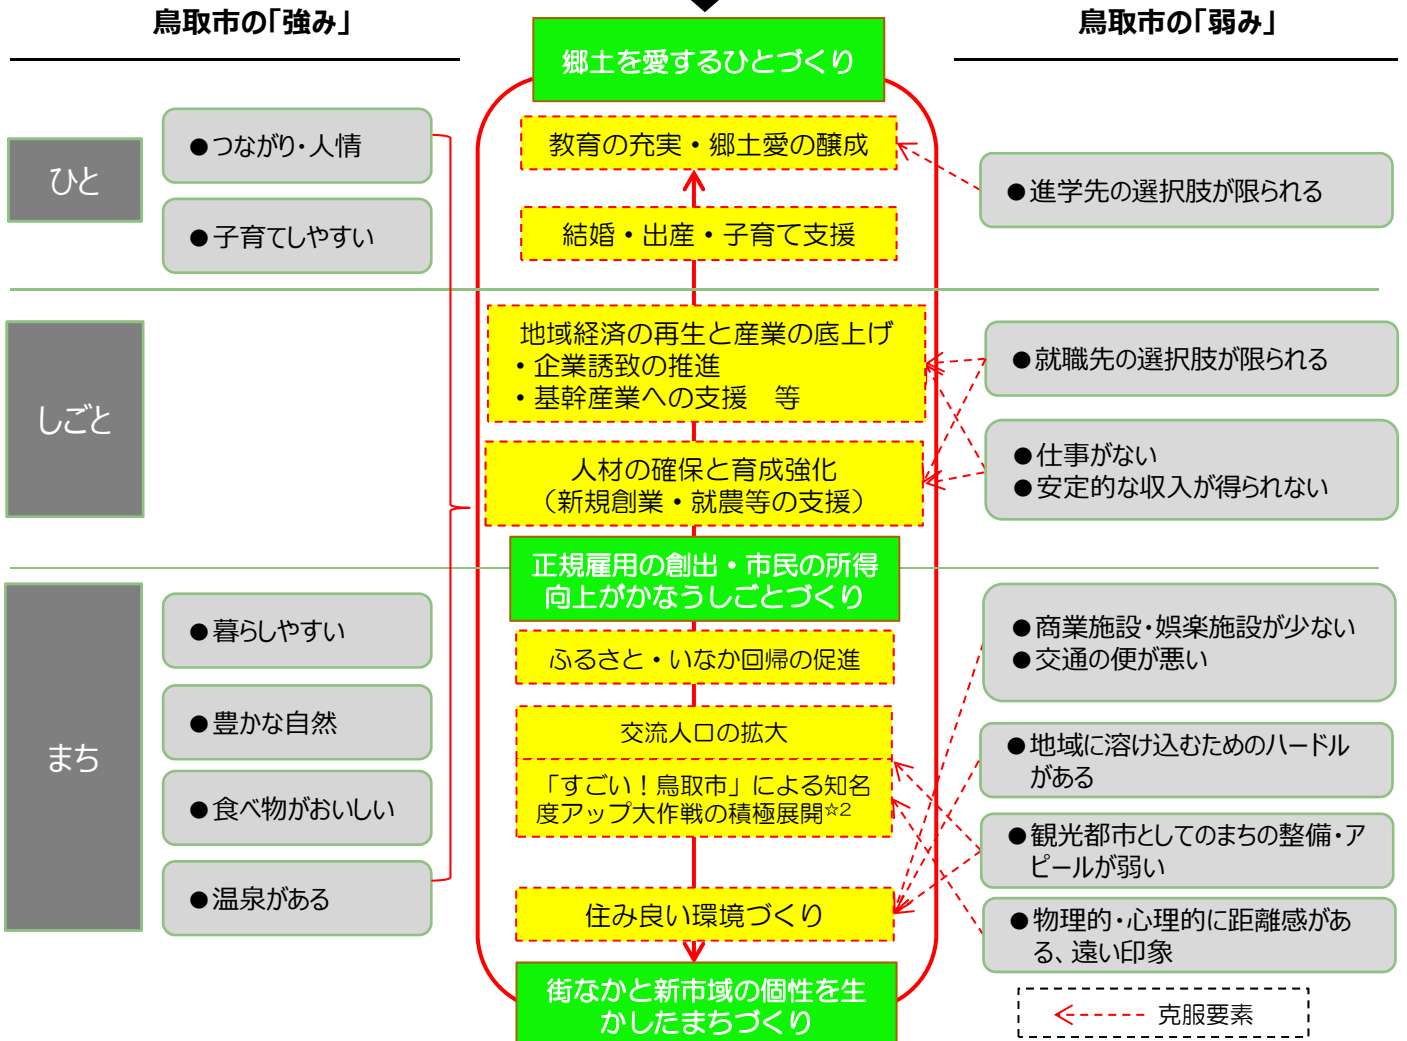 鳥取市の「強み」
鳥取市の「弱み」
郷土を愛するひとづくり
ひと
●つながり・人情
●子育てしやすい
教育の充実・郷土愛の醸成
結婚・出産・子育て支援
●進学先の選択肢が限られる
しごと
地域経済の再生と産業の底上げ
・企業誘致の推進
・基幹産業への支援　等
人材の確保と育成強化
（新規創業・就農等の支援）
●就職先の選択肢が限られる
●仕事がない
●安定的な収入が得られない
正規雇用の創出・市民の所得
向上がかなうしごとづくり
まち
●暮らしやすい
●豊かな自然
●食べ物がおいしい
●温泉がある
ふるさと・いなか回帰の促進
交流人口の拡大
「すごい！鳥取市」による知名
度アップ大作戦の積極展開☆2
住み良い環境づくり
●商業施設・娯楽施設が少ない
●交通の便が悪い
●地域に溶け込むためのハードル
がある
●観光都市としてのまちの整備・ア
ピールが弱い
●物理的・心理的に距離感があ
る、遠い印象
街なかと新市域の個性を生
かしたまちづくり
克服要素